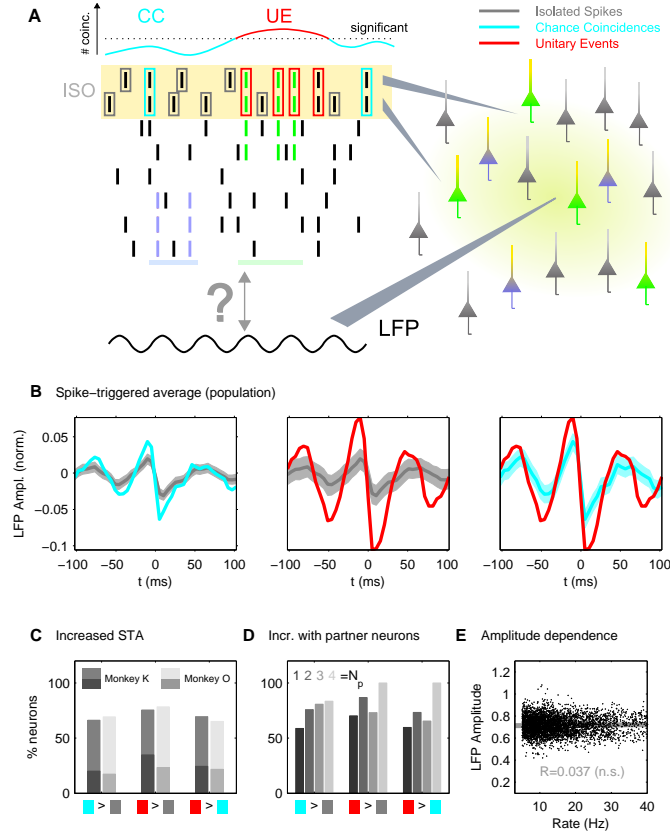 A
# coinc.
CC
UE
significant
Isolated Spikes
Chance Coincidences
Unitary Events
ISO
?
LFP
B Spike−triggered average (population)
LFP Ampl. (norm.)
0.05
0
−0.05
−0.1
−100 −50 0 50 100
t (ms)
−100 −50 0 50 100
t (ms)
−100 −50 0 50 100
t (ms)
C Increased STA
% neurons
100
50
0
Monkey K
Monkey O
>
>
>
D Incr. with partner neurons
100
50
0
1 2 3 4 =Np
>
>
>
E Amplitude dependence
LFP Amplitude
1.2
1
0.8
0.6
0.4
0.2
R=0.037 (n.s.)
10 20 30 40
Rate (Hz)